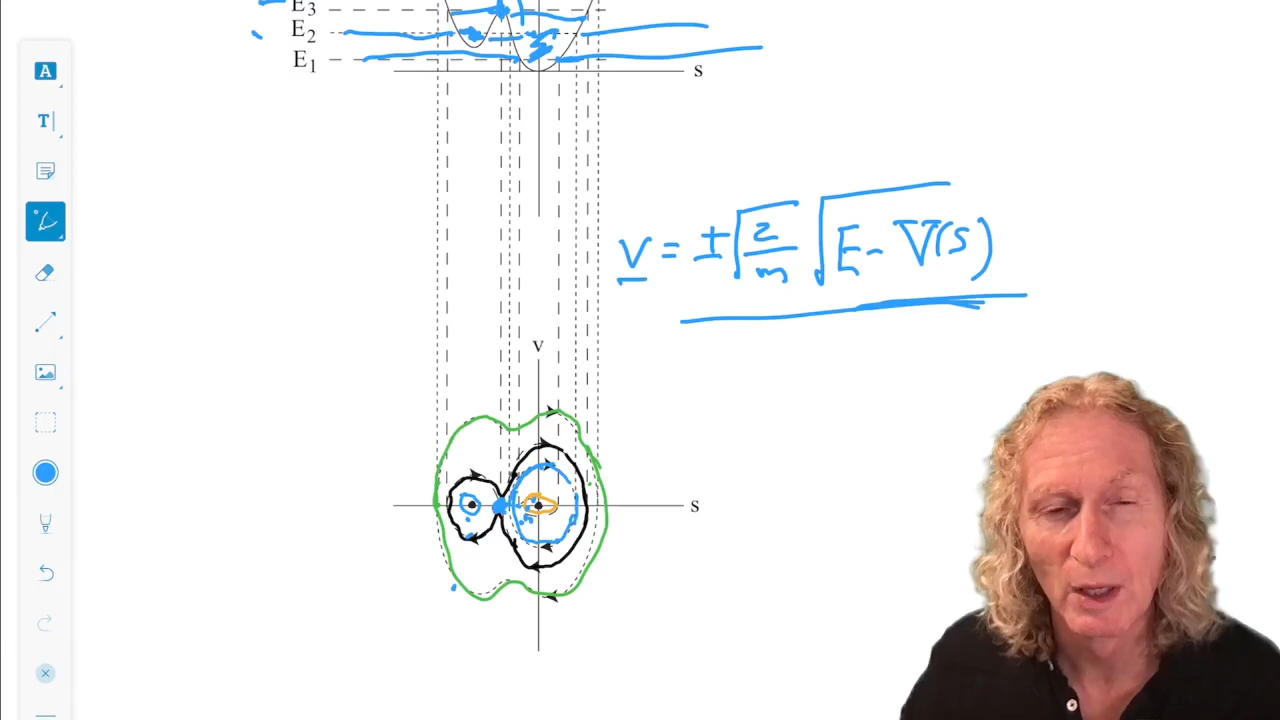 E₃
E₂
E₁
s
v = ±√(2/m) √(E - V(s))
v
s
A
T